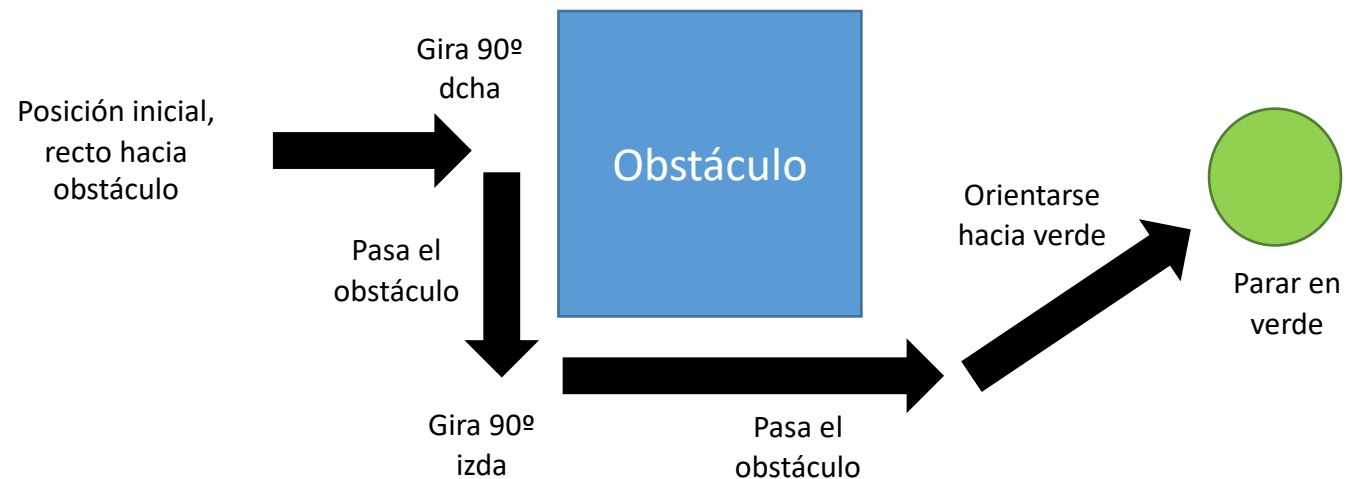 Posición inicial,
recto hacia
obstáculo
Gira 90º
dcha
Obstáculo
Pasa el
obstáculo
Gira 90º
izda
Pasa el
obstáculo
Orientarse
hacia verde
Parar en
verde